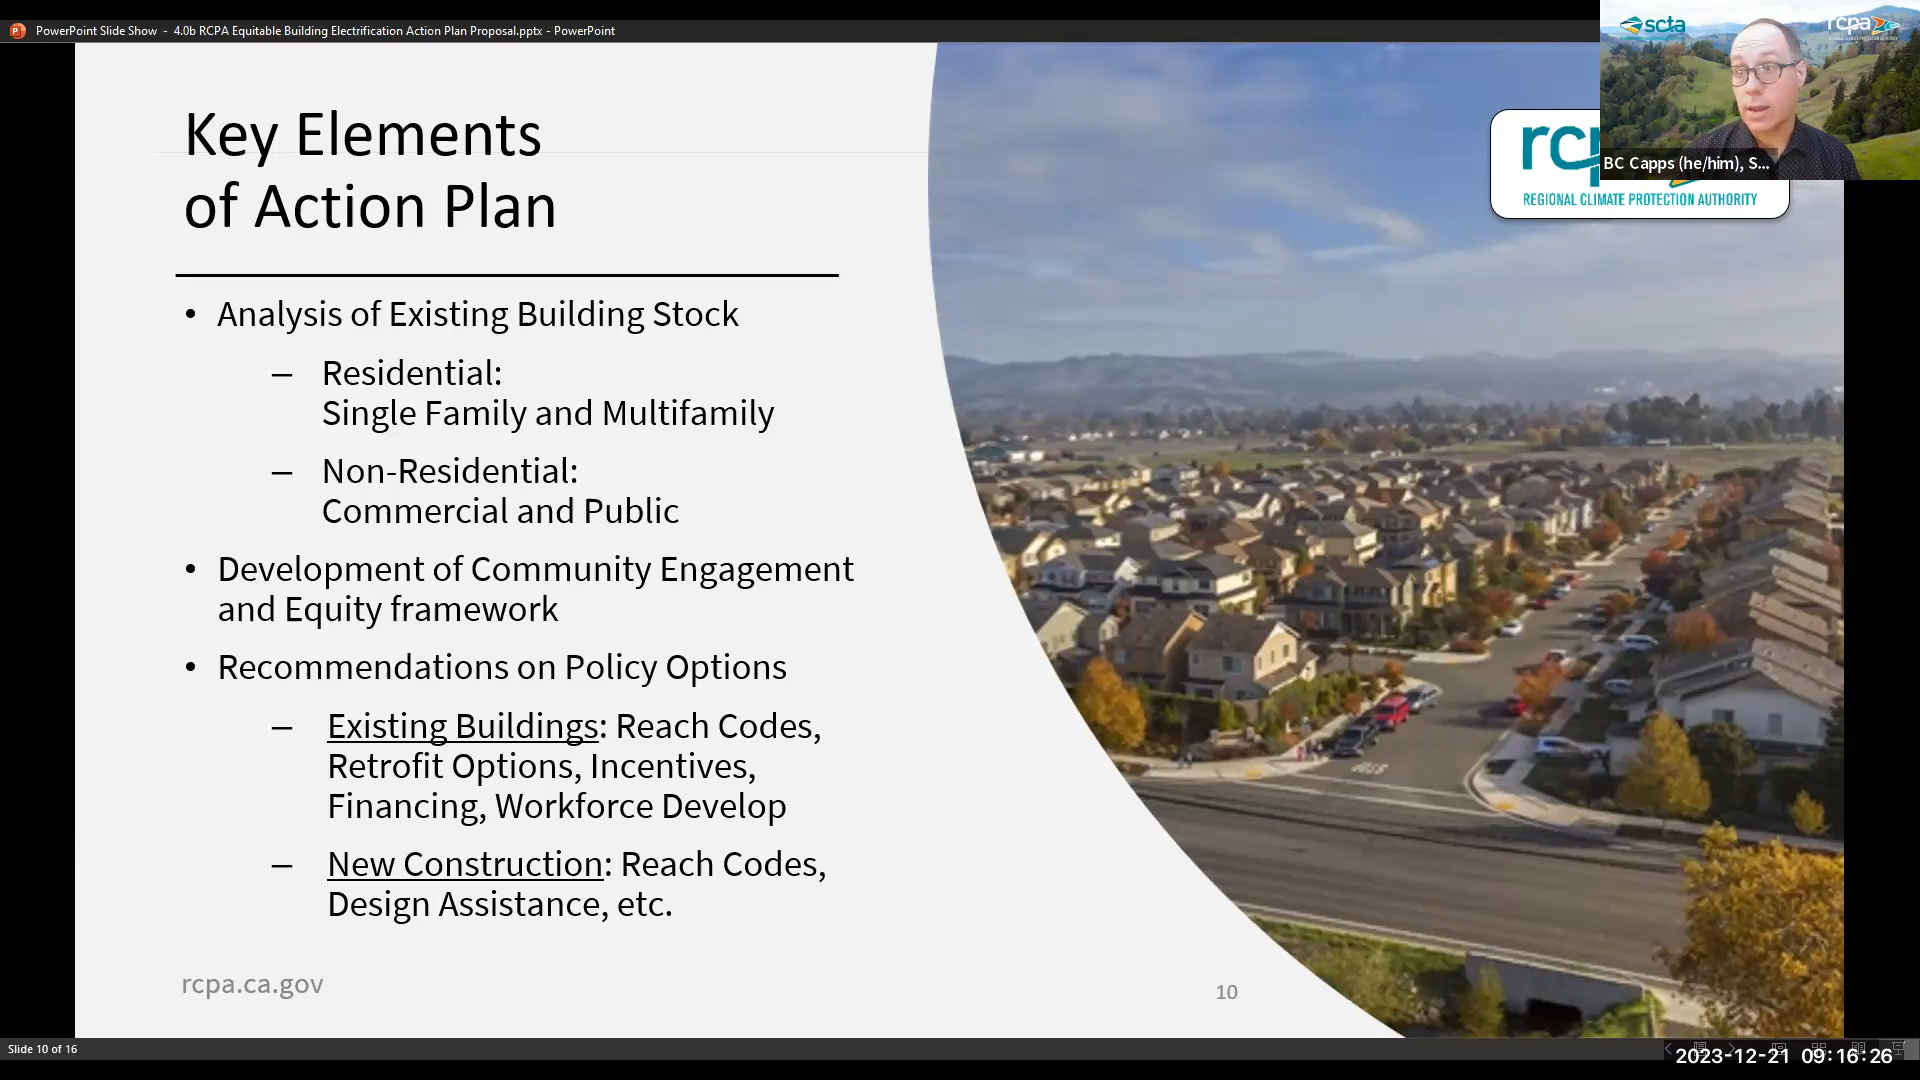 PowerPoint Slide Show - 4.0b RCPA Equitable Building Electrification Action Plan Proposal.pptx - PowerPoint
scta
rcpa
BC Capps (he/him), S...
REGIONAL CLIMATE PROTECTION AUTHORITY
Key Elements
of Action Plan
• Analysis of Existing Building Stock
– Residential:
Single Family and Multifamily
– Non-Residential:
Commercial and Public
• Development of Community Engagement
and Equity framework
• Recommendations on Policy Options
– Existing Buildings: Reach Codes,
Retrofit Options, Incentives,
Financing, Workforce Develop
– New Construction: Reach Codes,
Design Assistance, etc.
rcpa.ca.gov
10
STOP
Slide 10 of 16
2023-12-21 09:16:26